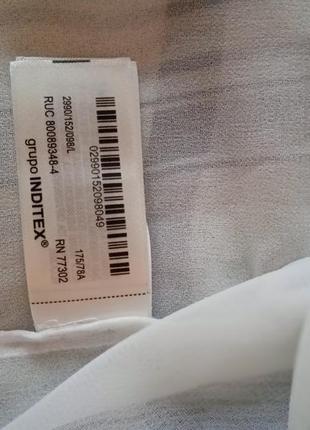 02990152098049
2990/152/098/L
RUC 80089348-4
grupo INDITEX®
175/78A
RN 77302